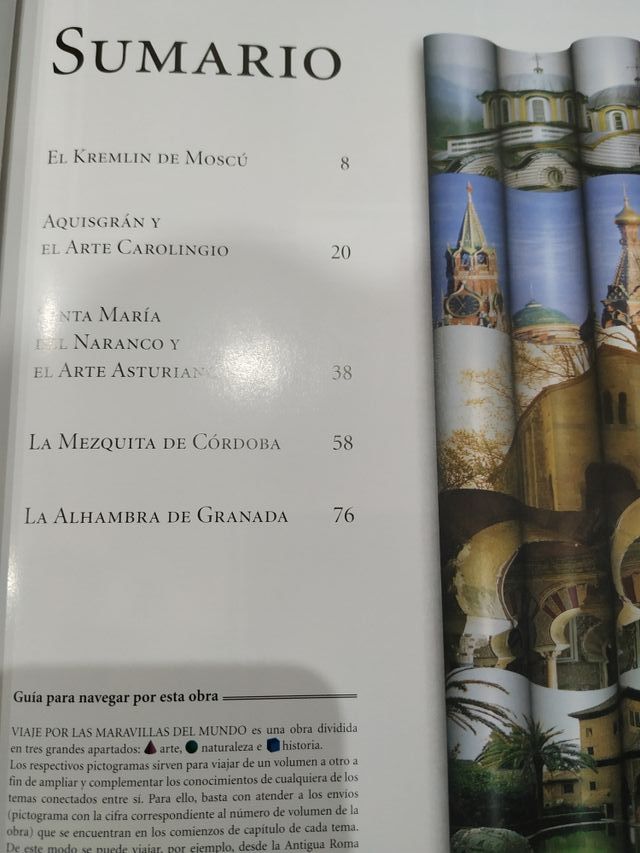 SUMARIO
EL KREMLIN DE MOSCÚ 8
AQUISGRÁN Y
EL ARTE CAROLINGIO 20
SANTA MARÍA
DEL NARANCO Y
EL ARTE ASTURIANO 38
LA MEZQUITA DE CÓRDOBA 58
LA ALHAMBRA DE GRANADA 76
Guía para navegar por esta obra
VIAJE POR LAS MARAVILLAS DEL MUNDO es una obra dividida
en tres grandes apartados: arte, naturaleza e historia.
Los respectivos pictogramas sirven para viajar de un volumen a otro a
fin de ampliar y complementar los conocimientos de cualquiera de los
temas conectados entre sí. Para ello, basta con atender a los envíos
(pictograma con la cifra correspondiente al número de volumen de la
obra) que se encuentran en los comienzos de capítulo de cada tema.
De este modo se puede viajar, por ejemplo, desde la Antigua Roma